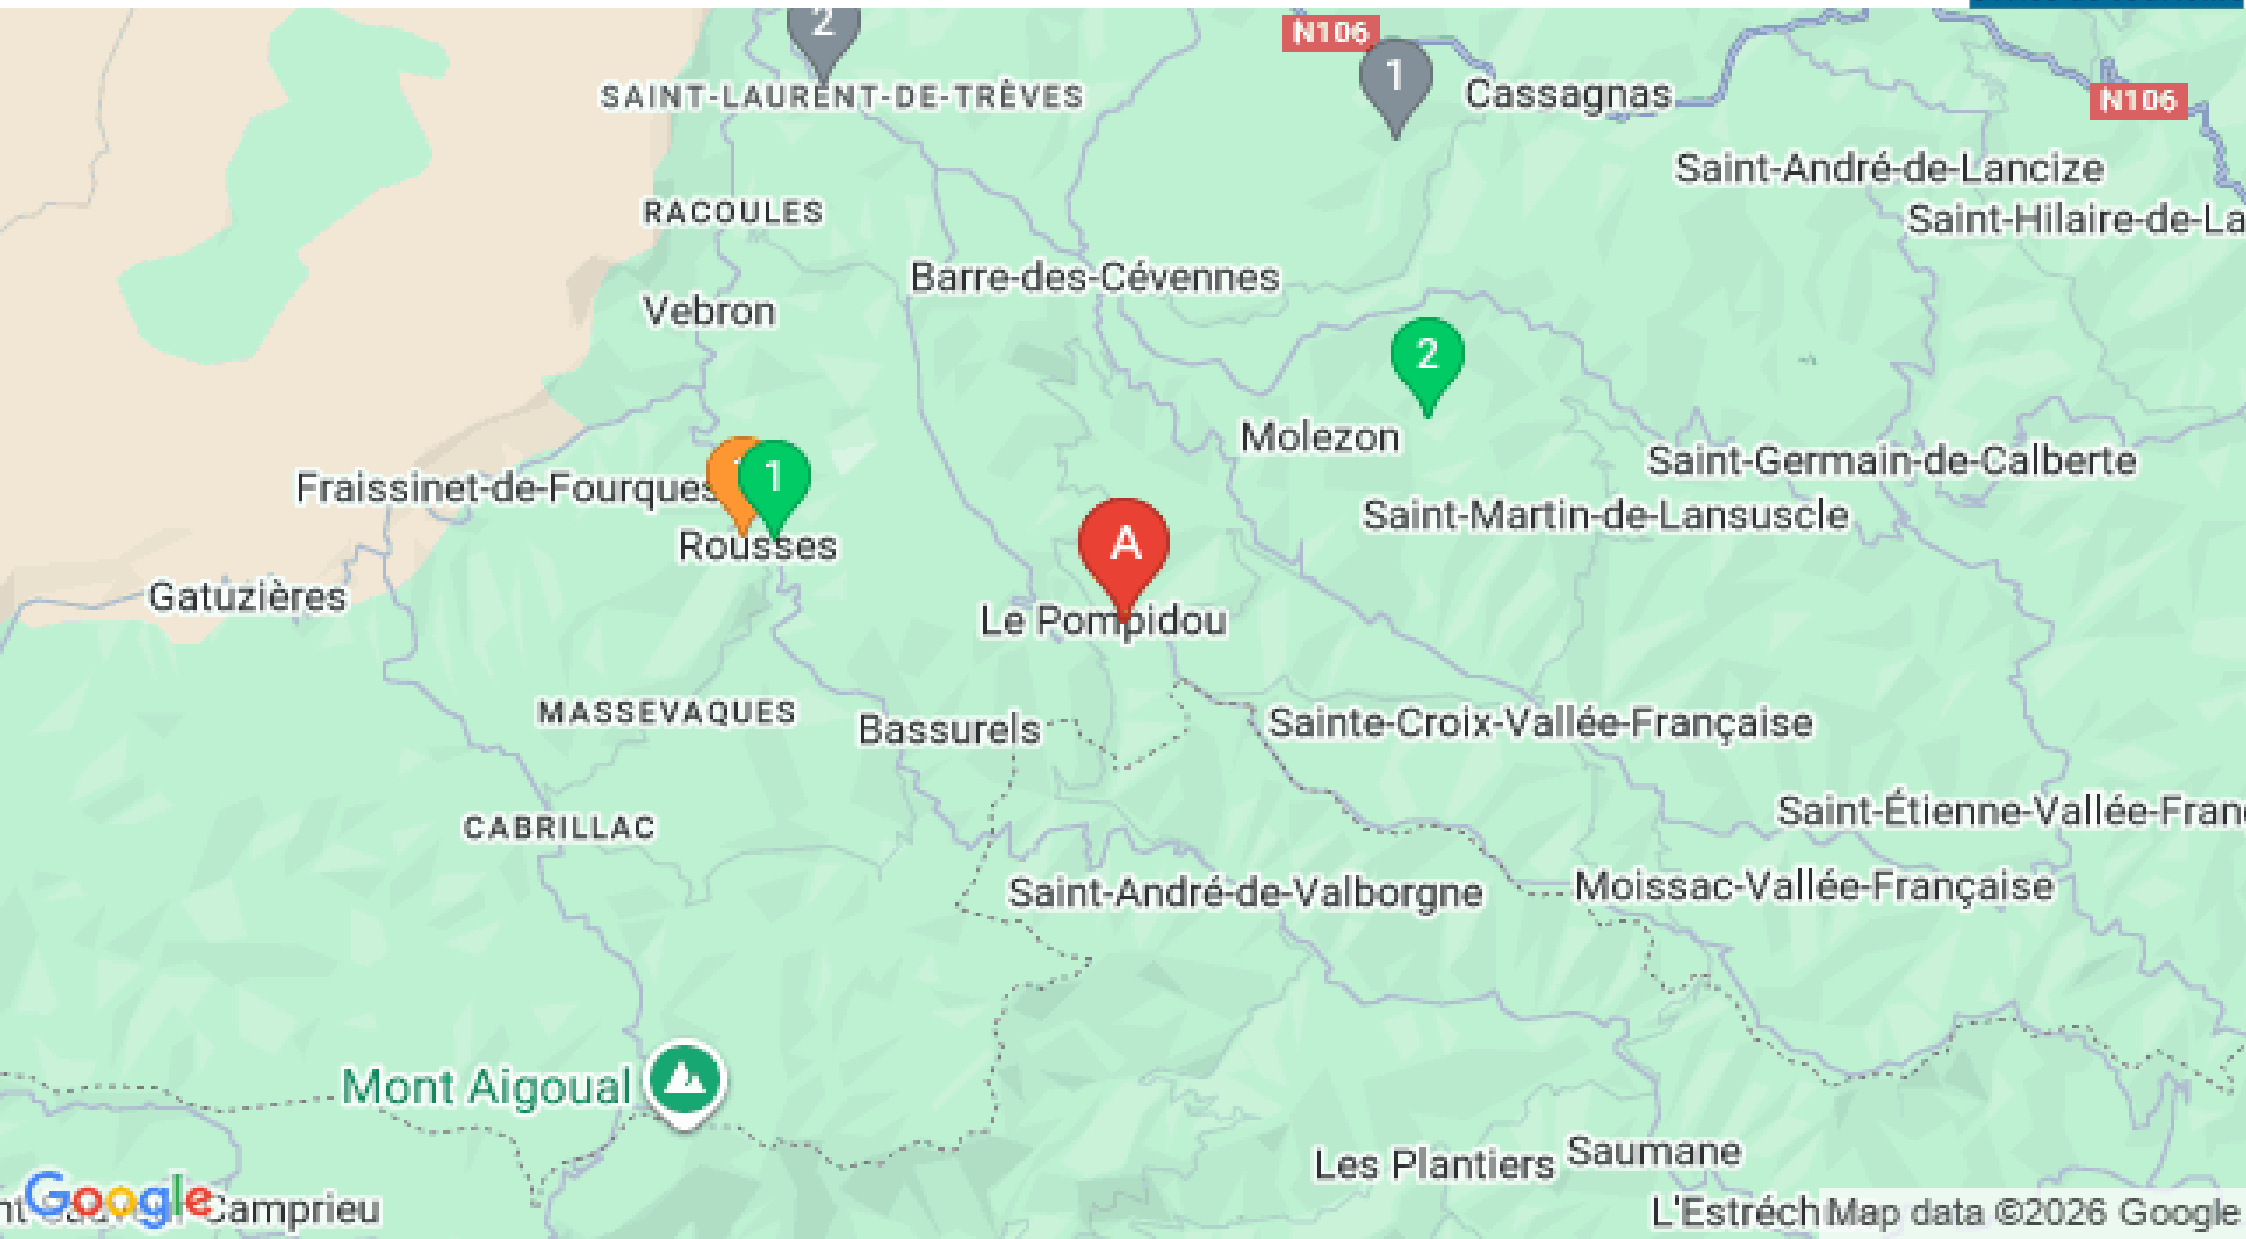 2
N106
1
SAINT-LAURENT-DE-TRÈVES
Cassagnas
N106
Saint-André-de-Lancize
RACOULES
Saint-Hilaire-de-La
Barre-des-Cévennes
Vebron
2
Molezon
Saint-Germain-de-Calberte
1
Fraissinet-de-Fourques
Saint-Martin-de-Lansuscle
A
Rousses
Gatuzières
Le Pompidou
MASSEVAQUES
Bassurels
Sainte-Croix-Vallée-Française
Saint-Étienne-Vallée-Fran
CABRILLAC
Saint-André-de-Valborgne
Moissac-Vallée-Française
Mont Aigoual
Les Plantiers
Saumane
Google
Camprieu
L'Estréch
Map data ©2026 Google